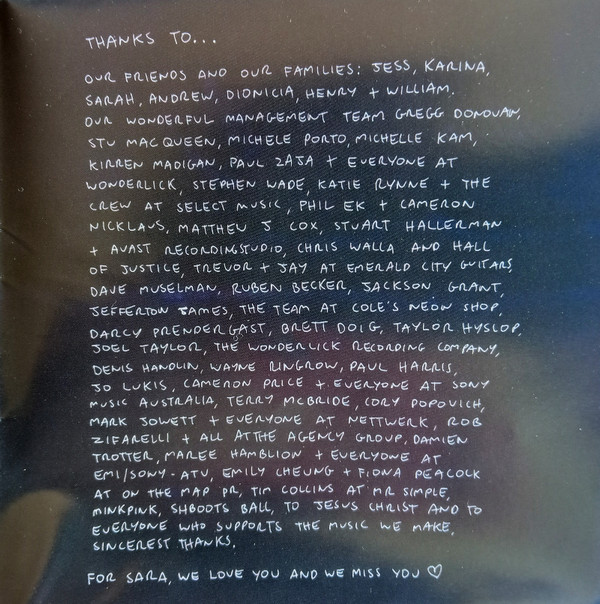 THANKS TO...
OUR FRIENDS AND OUR FAMILIES: JESS, KARINA,
SARAH, ANDREW, DIONICIA, HENRY + WILLIAM.
OUR WONDERFUL MANAGEMENT TEAM GREGG DONOVAN,
STU MAC QUEEN, MICHELE PORTO, MICHELLE KAM,
KIRREN MADIGAN, PAUL ZAJA + EVERYONE AT
WONDERLICK, STEPHEN WADE, KATIE RYNNE + THE
CREW AT SELECT MUSIC, PHIL EK + CAMERON
NICKLAUS, MATTHEW J COX, STUART HALLERMAN
+ AVAST RECORDINGSTUDIO, CHRIS WALLA AND HALL
OF JUSTICE, TREVOR + JAY AT EMERALD CITY GUITARS,
DAVE MUSELMAN, RUBEN BECKER, JACKSON GRANT,
JEFFERTON JAMES, THE TEAM AT COLE'S NEON SHOP,
DARCY PRENDERGAST, BRETT DOIG, TAYLOR HYSLOP,
JOEL TAYLOR, THE WONDERLICK RECORDING COMPANY,
DENIS HANDLIN, WAYNE RINGROW, PAUL HARRIS,
JO LUKIS, CAMERON PRICE + EVERYONE AT SONY
MUSIC AUSTRALIA, TERRY MCBRIDE, CORY POPOVICH,
MARK JOWETT + EVERYONE AT NETTWERK, ROB
ZIFARELLI + ALL AT THE AGENCY GROUP, DAMIEN
TROTTER, MAREE HAMBLION + EVERYONE AT
EMI/SONY-ATV, EMILY CHEUNG + FIONA PEACOCK
AT ON THE MAP PR, TIM COLLINS AT MR SIMPLE,
MINKPINK, SHBOOTS BALL, TO JESUS CHRIST AND TO
EVERYONE WHO SUPPORTS THE MUSIC WE MAKE,
SINCEREST THANKS.
FOR SARA, WE LOVE YOU AND WE MISS YOU ♡